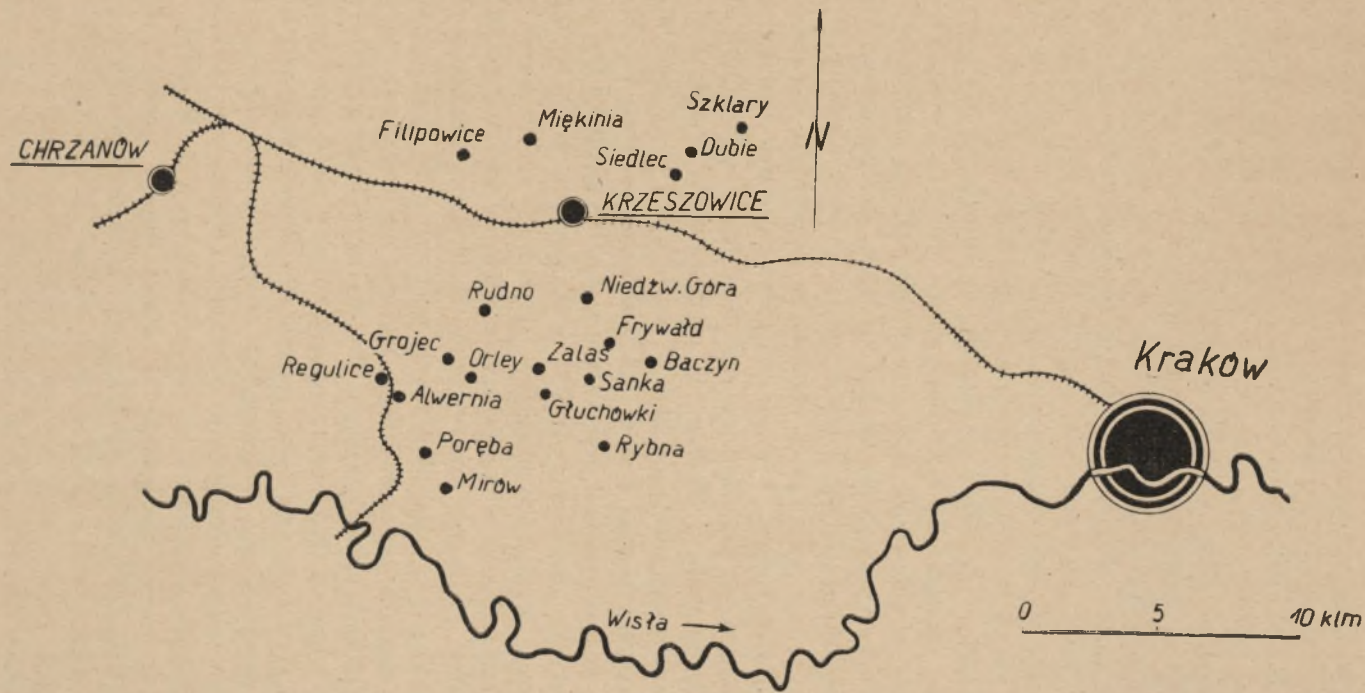 Szklary
Miękinia
Filipowice
N
CHRZANÓW
Siedlec
Dubie
KRZESZOWICE
Rudno
Niedźw. Góra
Frywałd
Grojec
Orley
Zalas
Baczyn
Kraków
Regulice
Sanka
Alwernia
Głuchówki
Poręba
Rybna
Mirów
Wisła
0 5 10 klm